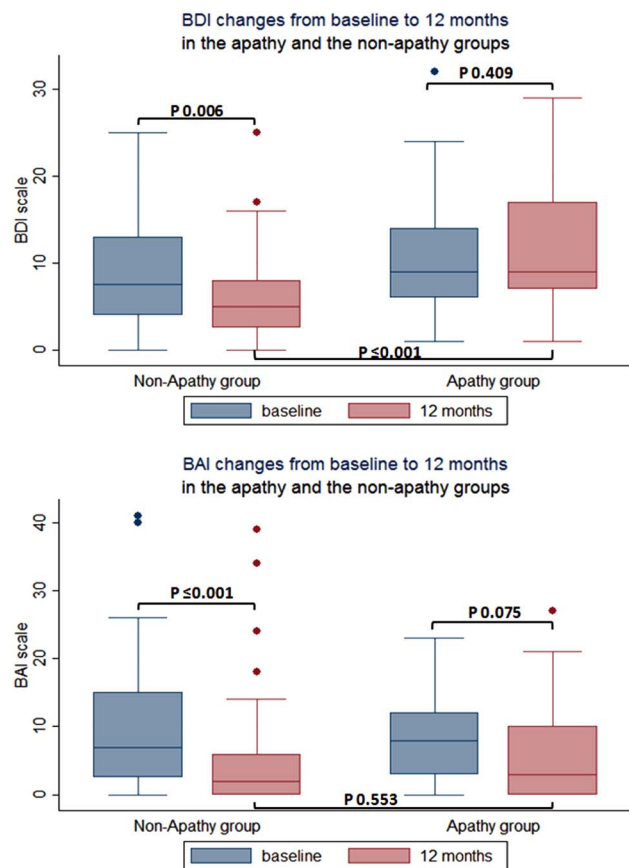 BDI changes from baseline to 12 months
in the apathy and the non-apathy groups
P 0.409
P 0.006
30
20
10
0
BDI scale
P ≤0.001
Non-Apathy group
Apathy group
baseline
12 months
BAI changes from baseline to 12 months
in the apathy and the non-apathy groups
40
30
20
10
0
BAI scale
P ≤0.001
P 0.075
P 0.553
Non-Apathy group
Apathy group
baseline
12 months